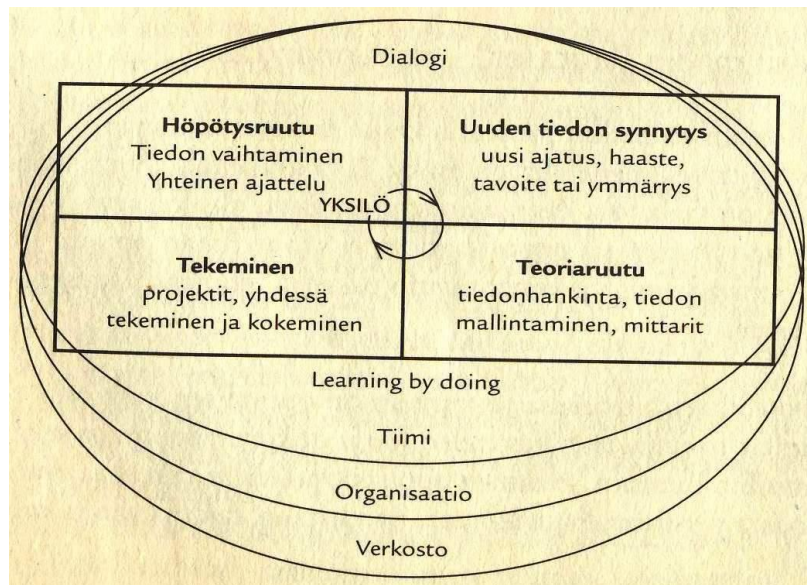 Dialogi
Höpötysruutu
Tiedon vaihtaminen
Yhteinen ajattelu
Uuden tiedon synnytys
uusi ajatus, haaste,
tavoite tai ymmärrys
YKSILÖ
Tekeminen
projektit, yhdessä
tekeminen ja kokeminen
Teoriaruutu
tiedonhankinta, tiedon
mallintaminen, mittarit
Learning by doing
Tiimi
Organisaatio
Verkosto